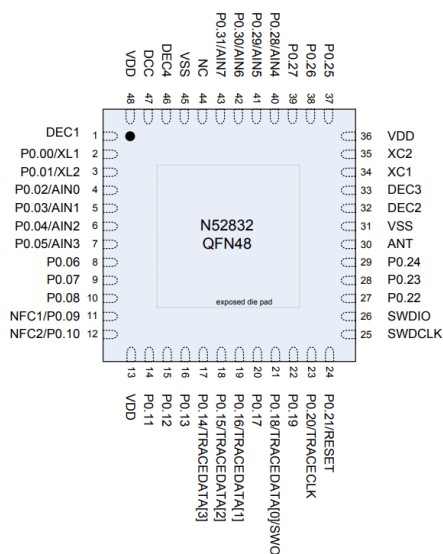 P0.31/AIN7
P0.30/AIN6
P0.29/AIN5
P0.28/AIN4
VDD
DCC
DEC4
VSS
NC
P0.27
P0.26
P0.25
48 47 46 45 44 43 42 41 40 39 38 37
DEC1 1
P0.00/XL1 2
P0.01/XL2 3
P0.02/AIN0 4
P0.03/AIN1 5
P0.04/AIN2 6
P0.05/AIN3 7
P0.06 8
P0.07 9
P0.08 10
NFC1/P0.09 11
NFC2/P0.10 12
N52832
QFN48
exposed die pad
36 VDD
35 XC2
34 XC1
33 DEC3
32 DEC2
31 VSS
30 ANT
29 P0.24
28 P0.23
27 P0.22
26 SWDIO
25 SWDCLK
13 14 15 16 17 18 19 20 21 22 23 24
VDD
P0.11
P0.12
P0.13
P0.14/TRACEDATA[3]
P0.15/TRACEDATA[2]
P0.16/TRACEDATA[1]
P0.17
P0.18/TRACEDATA[0]/SWO
P0.19
P0.20/TRACECLK
P0.21/RESET